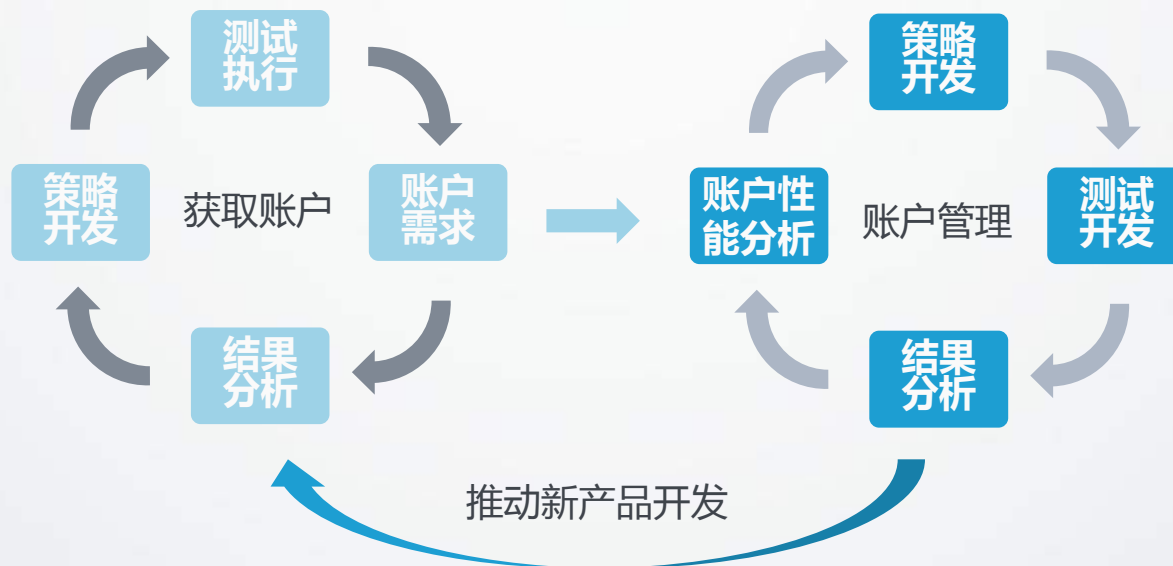 测试
执行
策略
开发
获取账户
账户
需求
结果
分析
策略
开发
账户性
能分析
账户管理
测试
开发
结果
分析
推动新产品开发